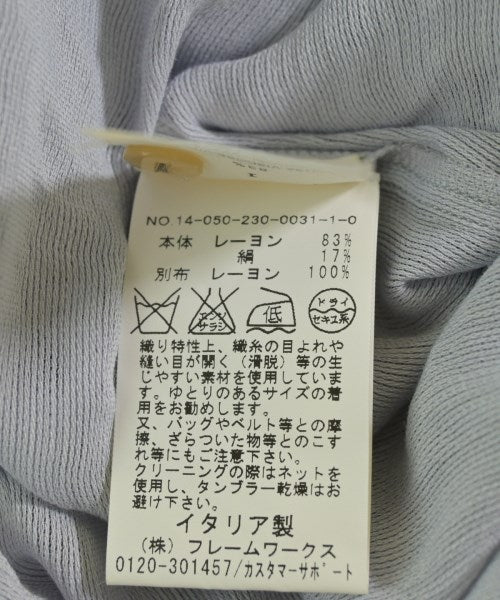 NO.14-050-230-0031-1-0
本体 レーヨン 83%
絹 17%
別布 レーヨン 100%
エンソサラシ 低 ドライセキユ系
織り特性上、織糸の目よれや
縫い目が開く（滑脱）等の生
じやすい素材を使用していま
す。ゆとりのあるサイズの着
用をお勧めします。
又、バッグやベルト等との摩
擦、ざらついた物等とのこす
れ等にもご注意下さい。
クリーニングの際はネットを
使用し、タンブラー乾燥はお
避け下さい。
イタリア製
（株）フレームワークス
0120-301457/カスタマーサポート